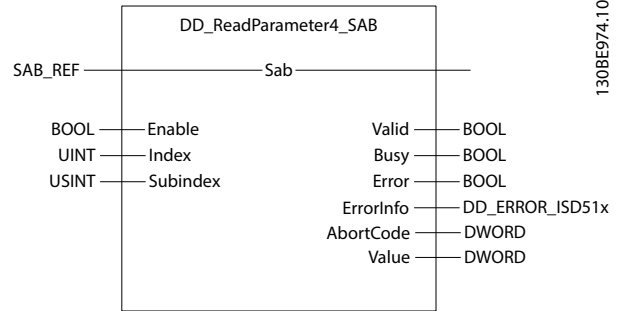 DD_ReadParameter4_SAB
SAB_REF Sab
BOOL Enable Valid BOOL
UINT Index Busy BOOL
USINT Subindex Error BOOL
ErrorInfo DD_ERROR_ISD51x
AbortCode DWORD
Value DWORD
130BE974.10